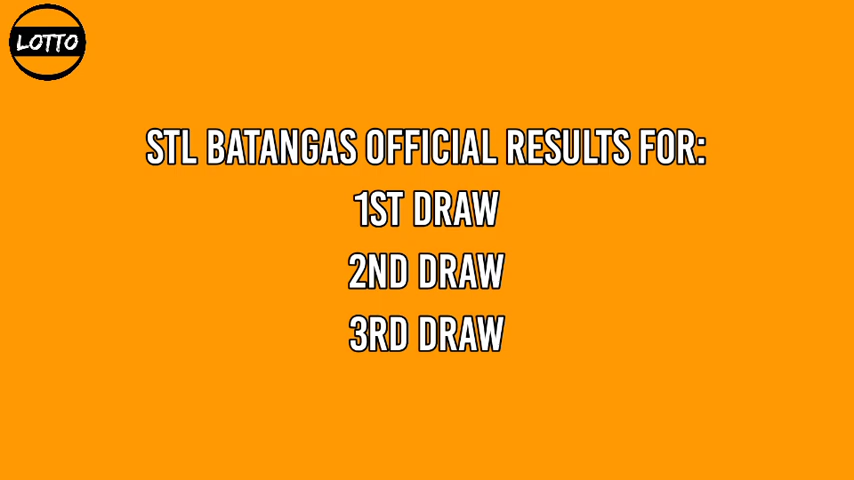 LOTTO
STL BATANGAS OFFICIAL RESULTS FOR:
1ST DRAW
2ND DRAW
3RD DRAW